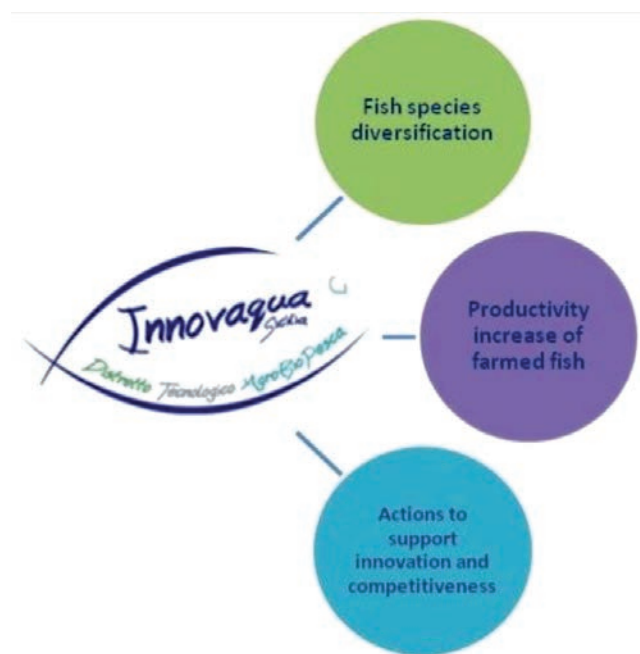 Fish species
diversification
Innovaqua
Sicilia
Distretto Tecnologico AgroBioPesca
Productivity
increase of
farmed fish
Actions to
support
innovation and
competitiveness